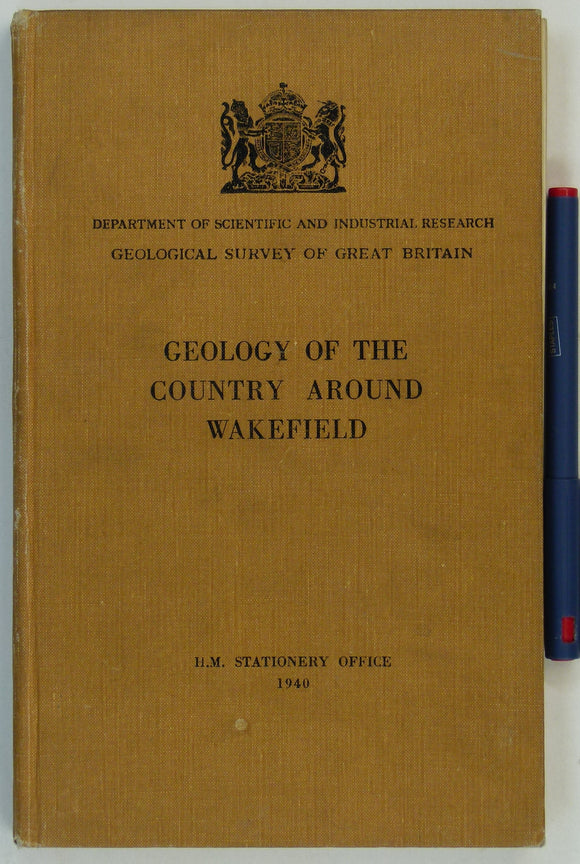 DEPARTMENT OF SCIENTIFIC AND INDUSTRIAL RESEARCH
GEOLOGICAL SURVEY OF GREAT BRITAIN
GEOLOGY OF THE
COUNTRY AROUND
WAKEFIELD
H.M. STATIONERY OFFICE
1940
STAPLES